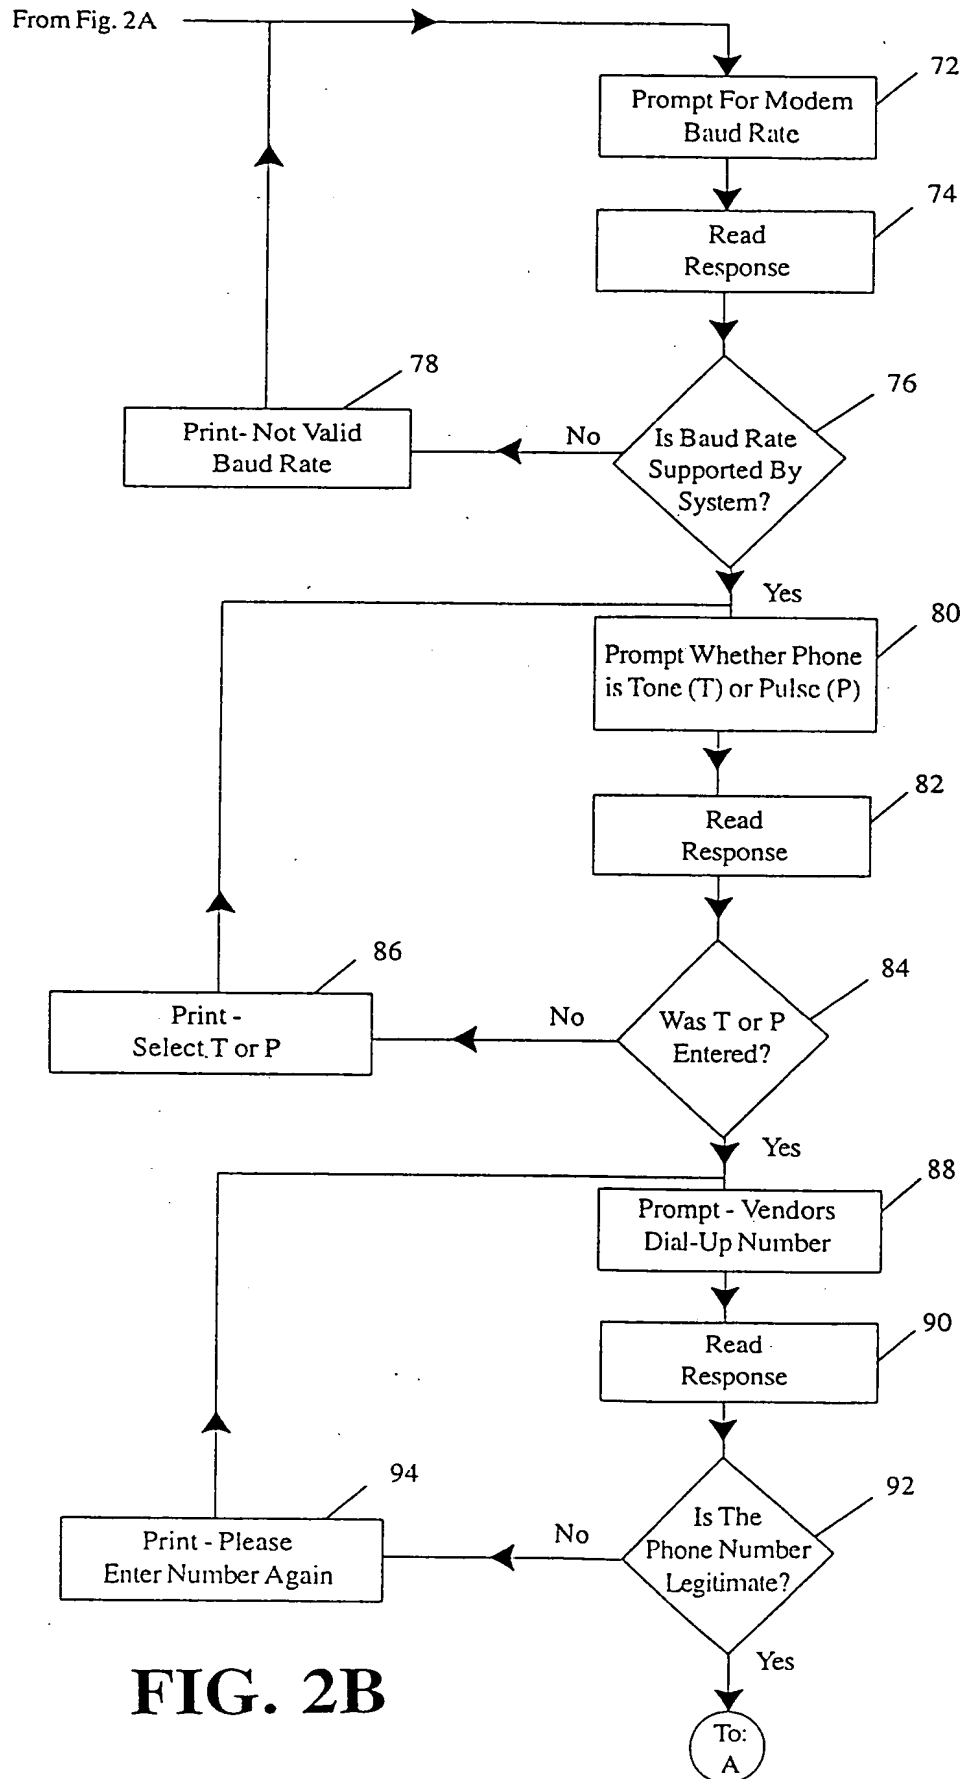 From Fig. 2A
72
Prompt For Modem
Baud Rate
74
Read
Response
78
76
Print- Not Valid
Baud Rate
No
Is Baud Rate
Supported By
System?
Yes
80
Prompt Whether Phone
is Tone (T) or Pulse (P)
82
Read
Response
86
84
Print -
Select. T or P
No
Was T or P
Entered?
Yes
88
Prompt - Vendors
Dial-Up Number
90
Read
Response
94
92
Print - Please
Enter Number Again
No
Is The
Phone Number
Legitimate?
Yes
FIG. 2B
To:
A